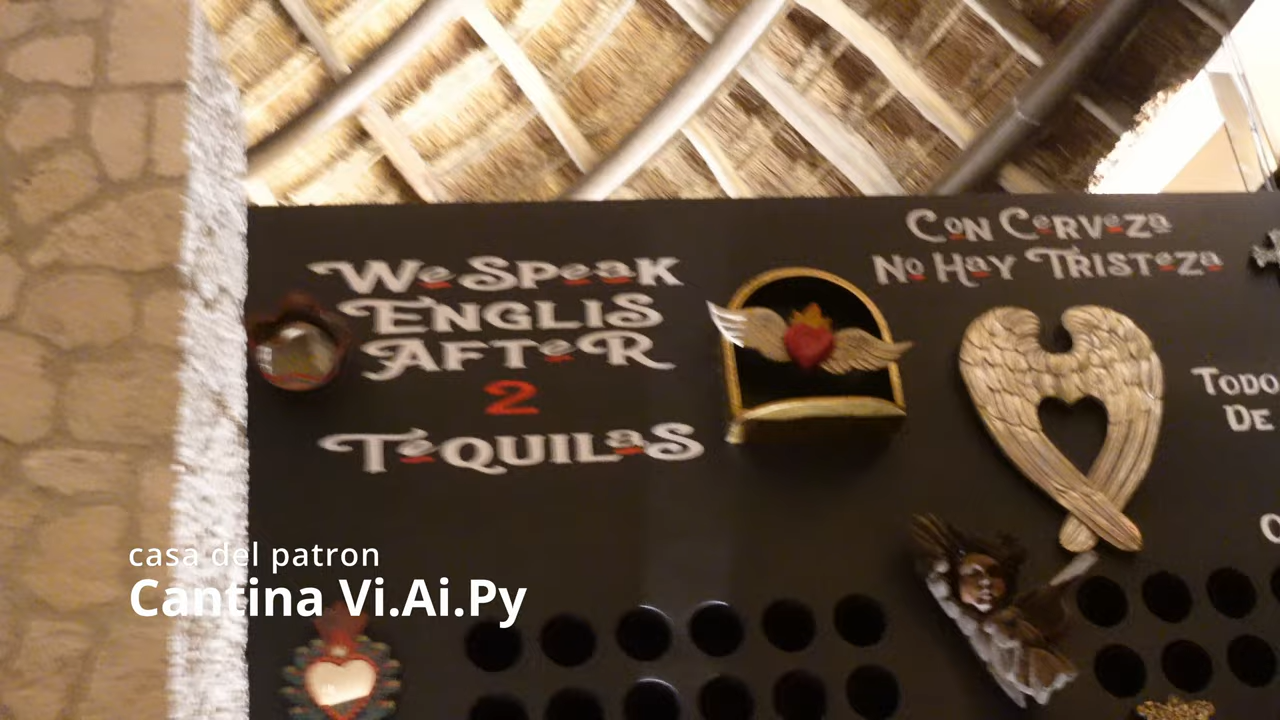 We Speak
Englis
After
2
Tequilas
Con Cerveza
No Hay Tristeza
Todo
De
casa del patron
Cantina Vi.Ai.Py